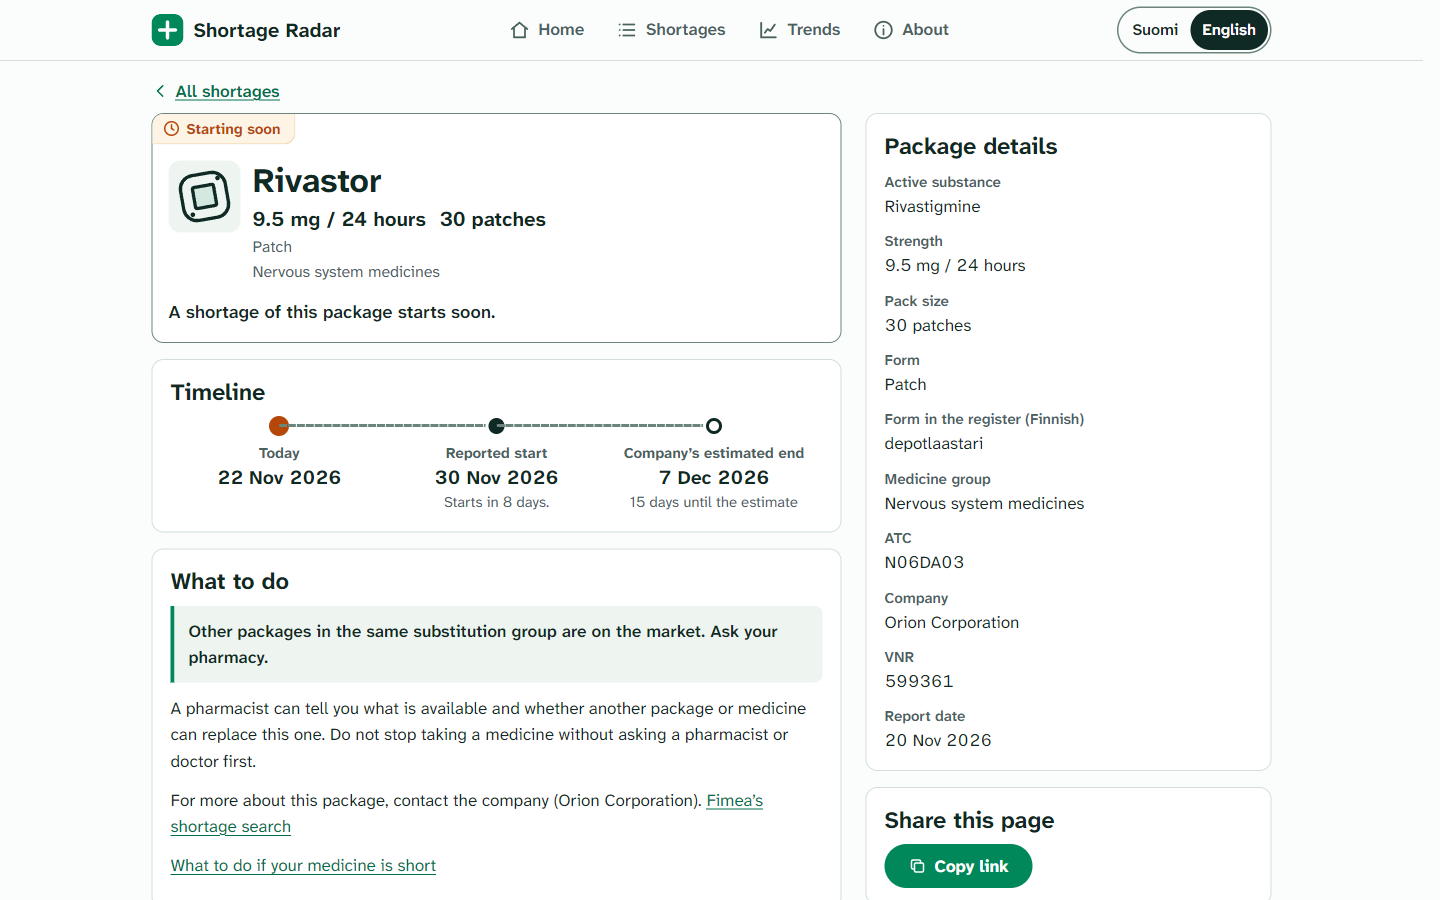 Shortage Radar
Home
Shortages
Trends
About
Suomi
English
All shortages
Starting soon
Rivastor
9.5 mg / 24 hours 30 patches
Patch
Nervous system medicines
A shortage of this package starts soon.
Timeline
Today
22 Nov 2026
Reported start
30 Nov 2026
Starts in 8 days.
Company’s estimated end
7 Dec 2026
15 days until the estimate
What to do
Other packages in the same substitution group are on the market. Ask your
pharmacy.
A pharmacist can tell you what is available and whether another package or medicine
can replace this one. Do not stop taking a medicine without asking a pharmacist or
doctor first.
For more about this package, contact the company (Orion Corporation). Fimea’s
shortage search
What to do if your medicine is short
Package details
Active substance
Rivastigmine
Strength
9.5 mg / 24 hours
Pack size
30 patches
Form
Patch
Form in the register (Finnish)
depotlaastari
Medicine group
Nervous system medicines
ATC
N06DA03
Company
Orion Corporation
VNR
599361
Report date
20 Nov 2026
Share this page
Copy link